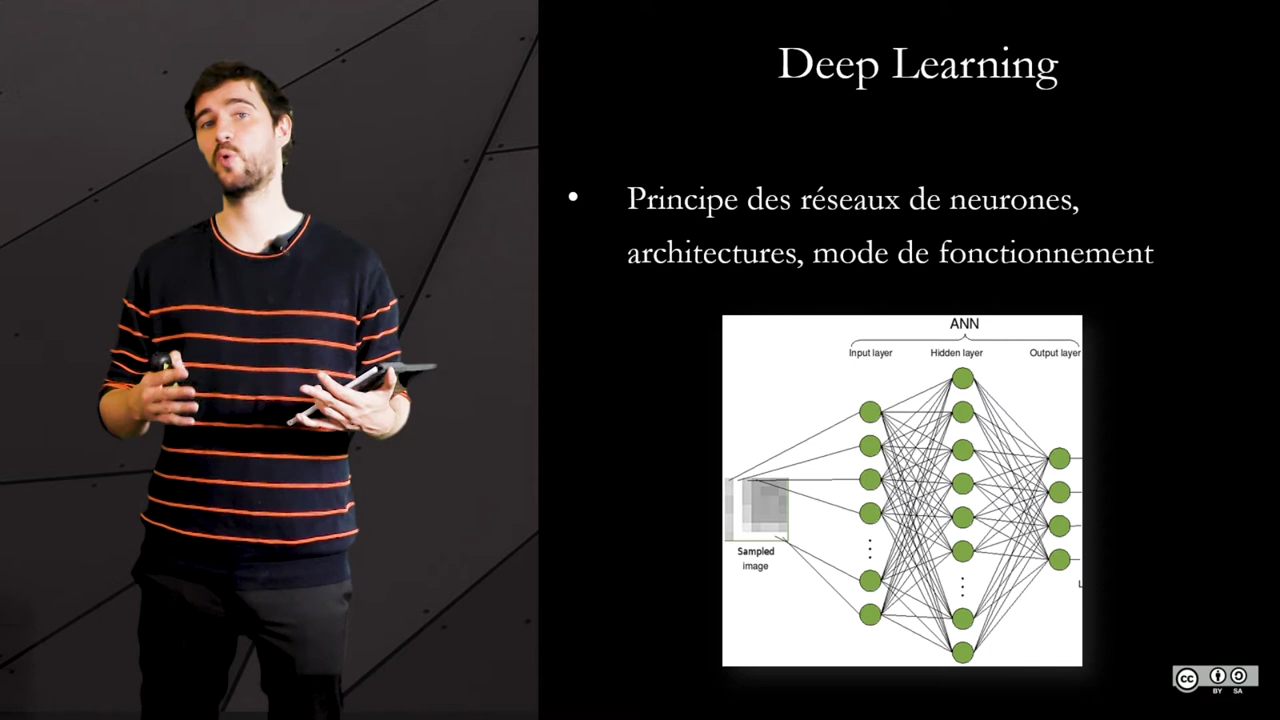 Deep Learning
• Principe des réseaux de neurones,
architectures, mode de fonctionnement
ANN
Input layer Hidden layer Output layer
Sampled
image
cc
BY SA